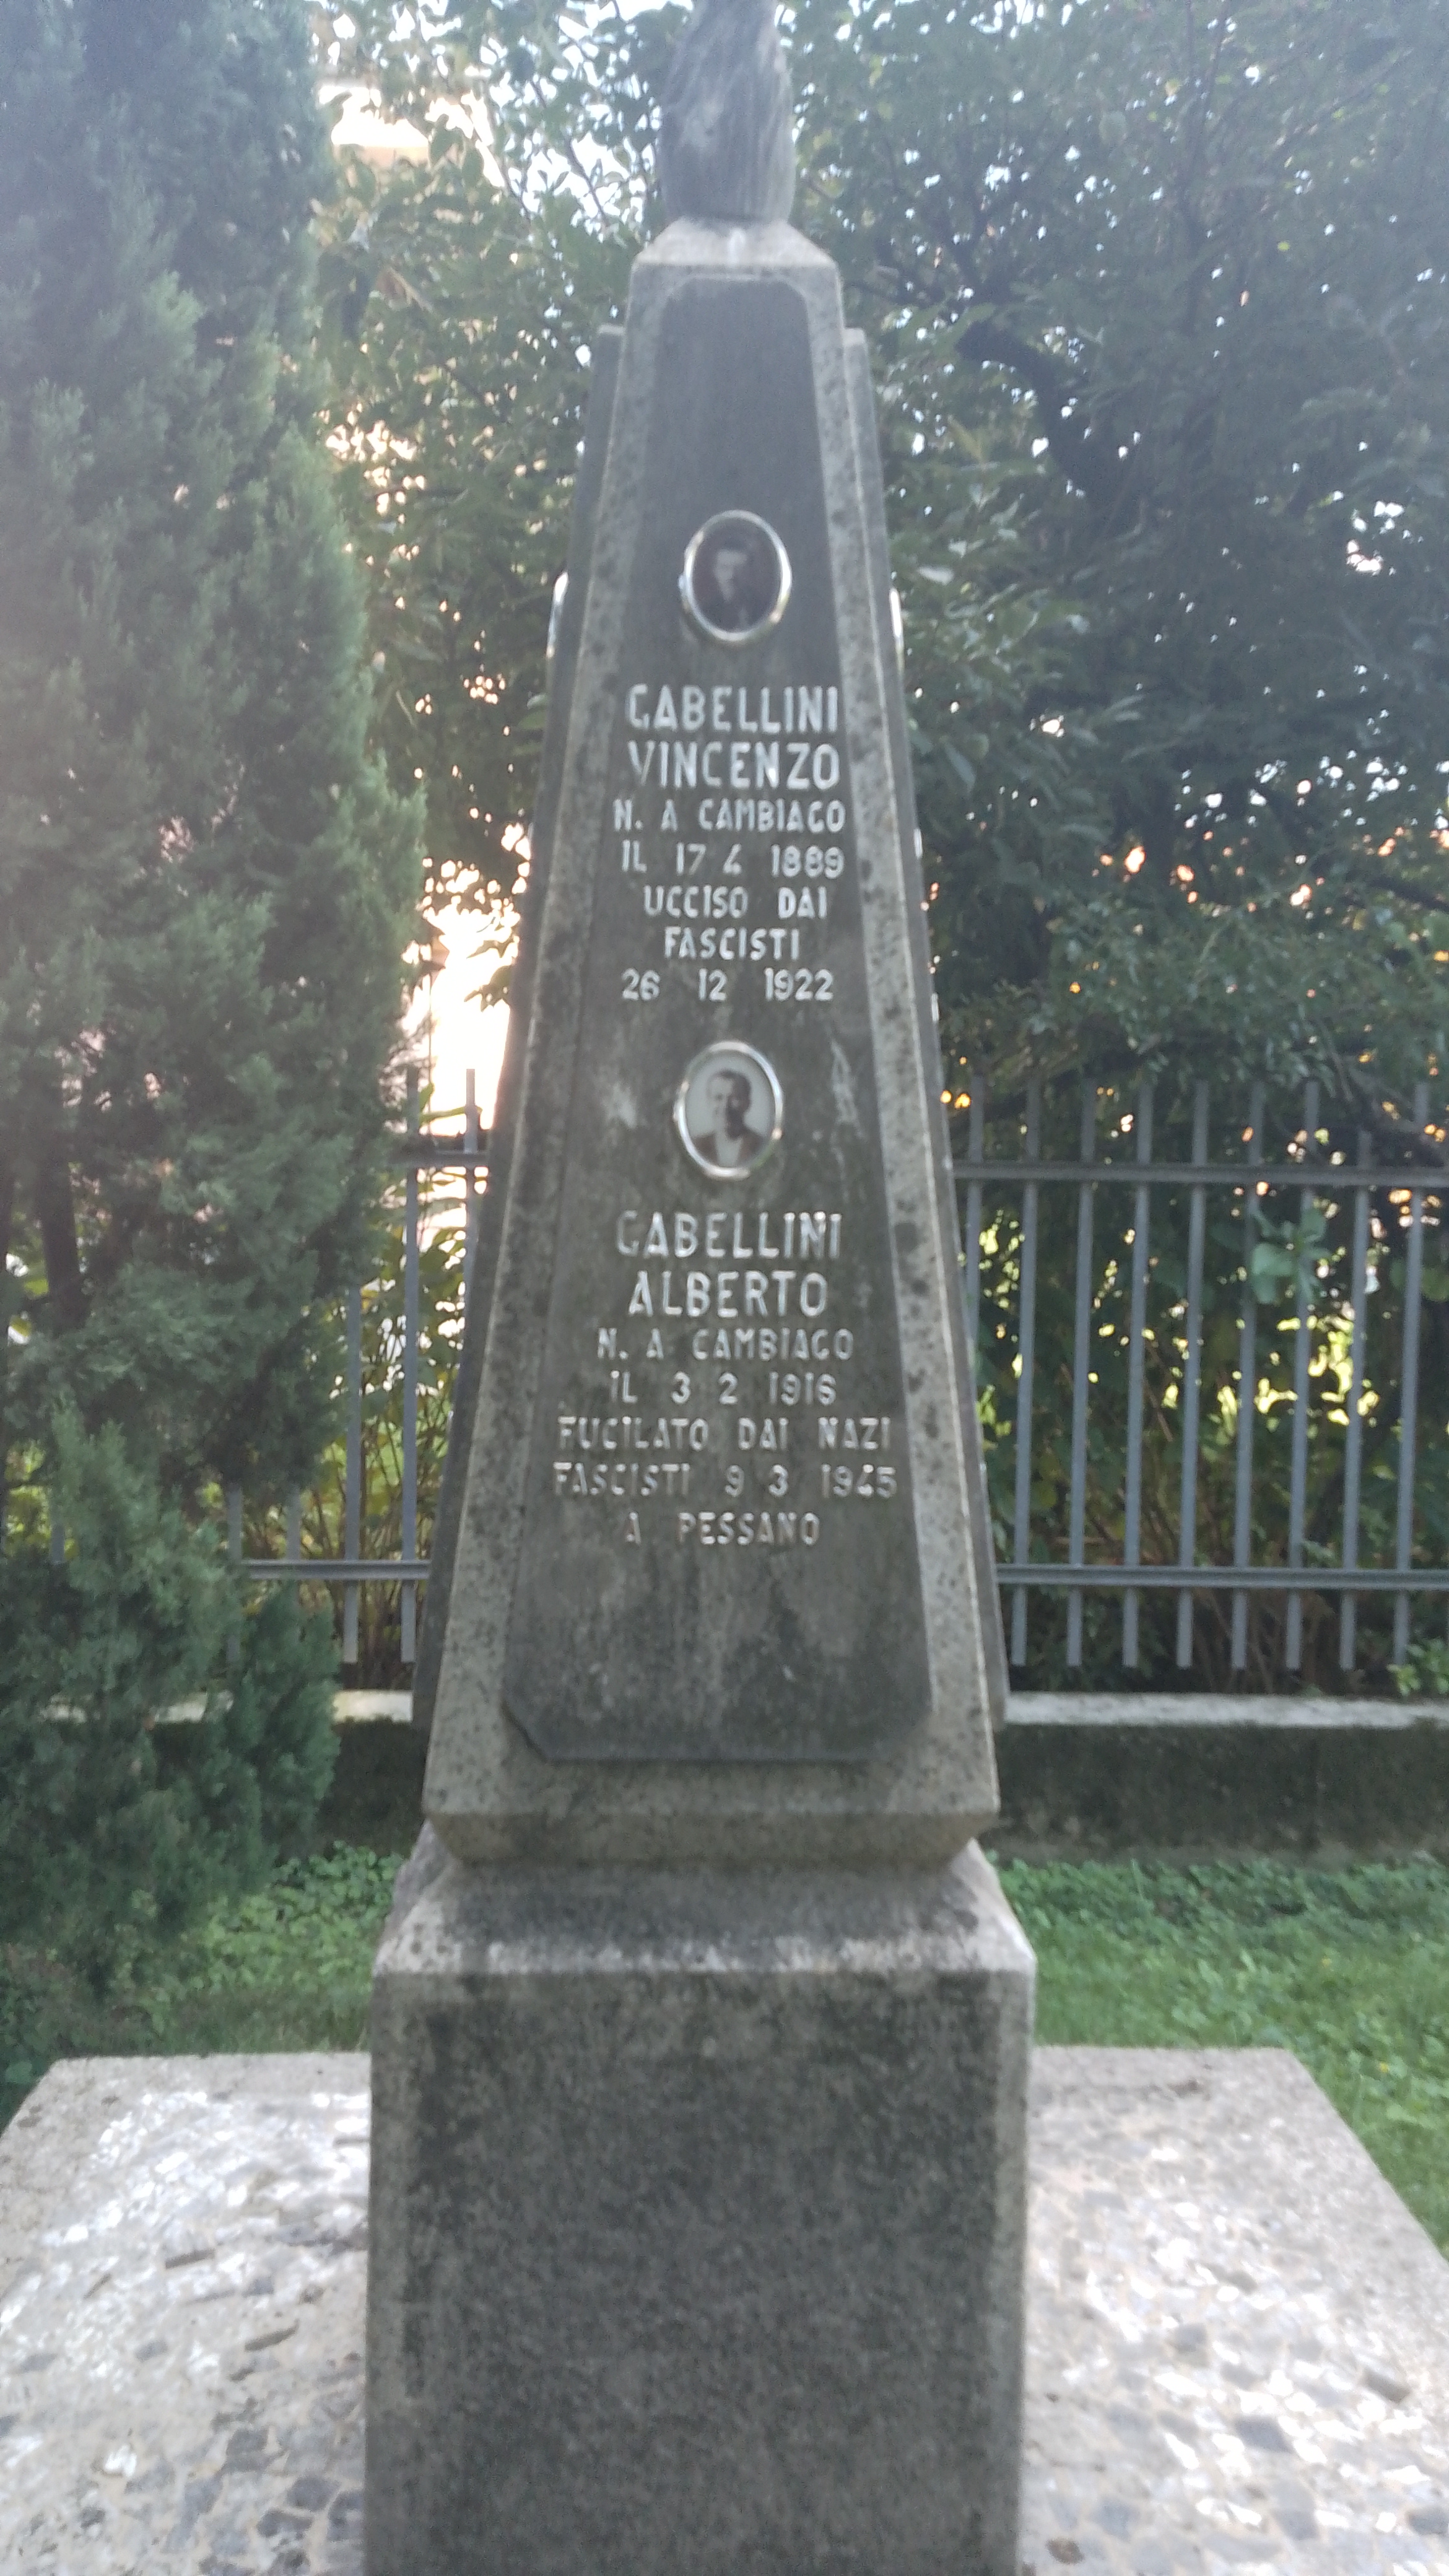 GABELLINI
VINCENZO
N. A CAMBIAGO
IL 17 4 1889
UCCISO DAI
FASCISTI
26 12 1922
GABELLINI
ALBERTO
N. A CAMBIAGO
IL 3 2 1916
FUCILATO DAI NAZI
FASCISTI 9 3 1945
A PESSANO